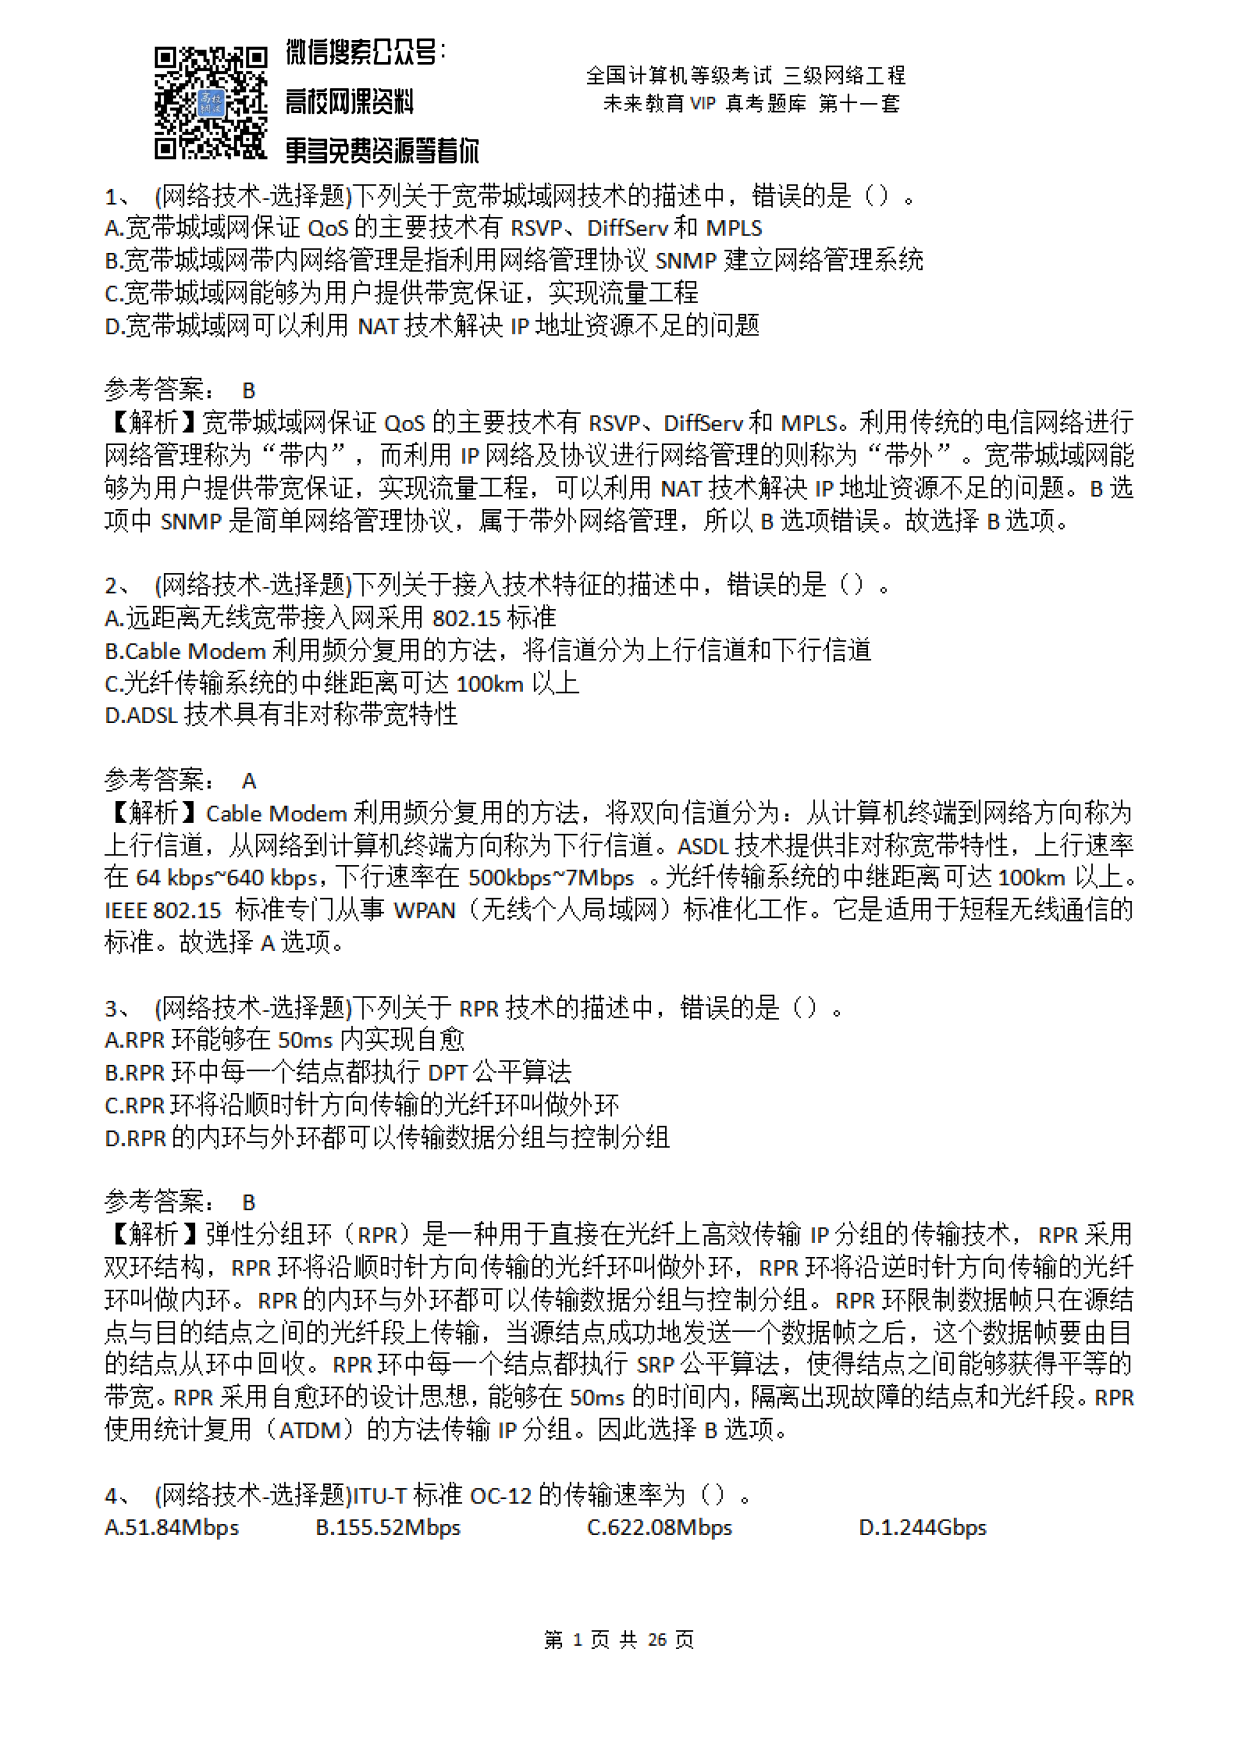 微信搜索公众号：
高校网课资料
更多免费资源等着你
全国计算机等级考试 三级网络工程
未来教育 VIP 真考题库 第十一套
1、 (网络技术-选择题)下列关于宽带城域网技术的描述中，错误的是（）。
A.宽带城域网保证 QoS 的主要技术有 RSVP、DiffServ 和 MPLS
B.宽带城域网带内网络管理是指利用网络管理协议 SNMP 建立网络管理系统
C.宽带城域网能够为用户提供带宽保证，实现流量工程
D.宽带城域网可以利用 NAT 技术解决 IP 地址资源不足的问题
参考答案： B
【解析】宽带城域网保证 QoS 的主要技术有 RSVP、DiffServ 和 MPLS。利用传统的电信网络进行
网络管理称为“带内”，而利用 IP 网络及协议进行网络管理的则称为“带外”。宽带城域网能
够为用户提供带宽保证，实现流量工程，可以利用 NAT 技术解决 IP 地址资源不足的问题。B 选
项中 SNMP 是简单网络管理协议，属于带外网络管理，所以 B 选项错误。故选择 B 选项。
2、 (网络技术-选择题)下列关于接入技术特征的描述中，错误的是（）。
A.远距离无线宽带接入网采用 802.15 标准
B.Cable Modem 利用频分复用的方法，将信道分为上行信道和下行信道
C.光纤传输系统的中继距离可达 100km 以上
D.ADSL 技术具有非对称带宽特性
参考答案： A
【解析】Cable Modem 利用频分复用的方法，将双向信道分为：从计算机终端到网络方向称为
上行信道，从网络到计算机终端方向称为下行信道。ASDL 技术提供非对称宽带特性，上行速率
在 64 kbps~640 kbps，下行速率在 500kbps~7Mbps 。光纤传输系统的中继距离可达 100km 以上。
IEEE 802.15 标准专门从事 WPAN（无线个人局域网）标准化工作。它是适用于短程无线通信的
标准。故选择 A 选项。
3、 (网络技术-选择题)下列关于 RPR 技术的描述中，错误的是（）。
A.RPR 环能够在 50ms 内实现自愈
B.RPR 环中每一个结点都执行 DPT 公平算法
C.RPR 环将沿顺时针方向传输的光纤环叫做外环
D.RPR 的内环与外环都可以传输数据分组与控制分组
参考答案： B
【解析】弹性分组环（RPR）是一种用于直接在光纤上高效传输 IP 分组的传输技术，RPR 采用
双环结构，RPR 环将沿顺时针方向传输的光纤环叫做外环，RPR 环将沿逆时针方向传输的光纤
环叫做内环。RPR 的内环与外环都可以传输数据分组与控制分组。RPR 环限制数据帧只在源结
点与目的结点之间的光纤段上传输，当源结点成功地发送一个数据帧之后，这个数据帧要由目
的结点从环中回收。RPR 环中每一个结点都执行 SRP 公平算法，使得结点之间能够获得平等的
带宽。RPR 采用自愈环的设计思想，能够在 50ms 的时间内，隔离出现故障的结点和光纤段。RPR
使用统计复用（ATDM）的方法传输 IP 分组。因此选择 B 选项。
4、 (网络技术-选择题)ITU-T 标准 OC-12 的传输速率为（）。
A.51.84Mbps B.155.52Mbps C.622.08Mbps D.1.244Gbps
第 1 页 共 26 页